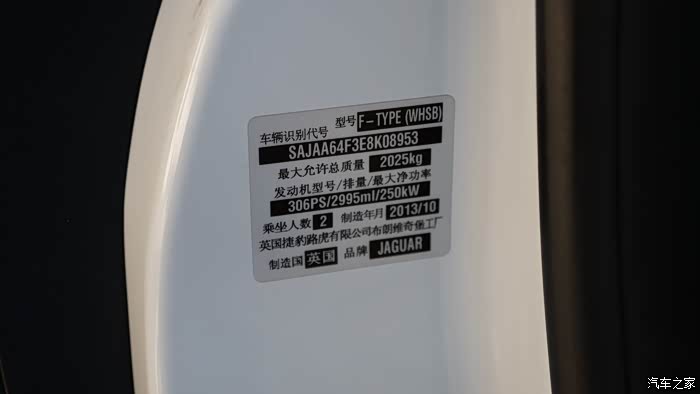 型号 F-TYPE (WHSB)
车辆识别代号
SAJAA64F3E8K08953
最大允许总质量 2025kg
发动机型号/排量/最大净功率
306PS/2995ml/250kW
乘坐人数 2 制造年月 2013/10
英国捷豹路虎有限公司布朗维奇堡工厂
制造国 英国 品牌 JAGUAR
汽车之家